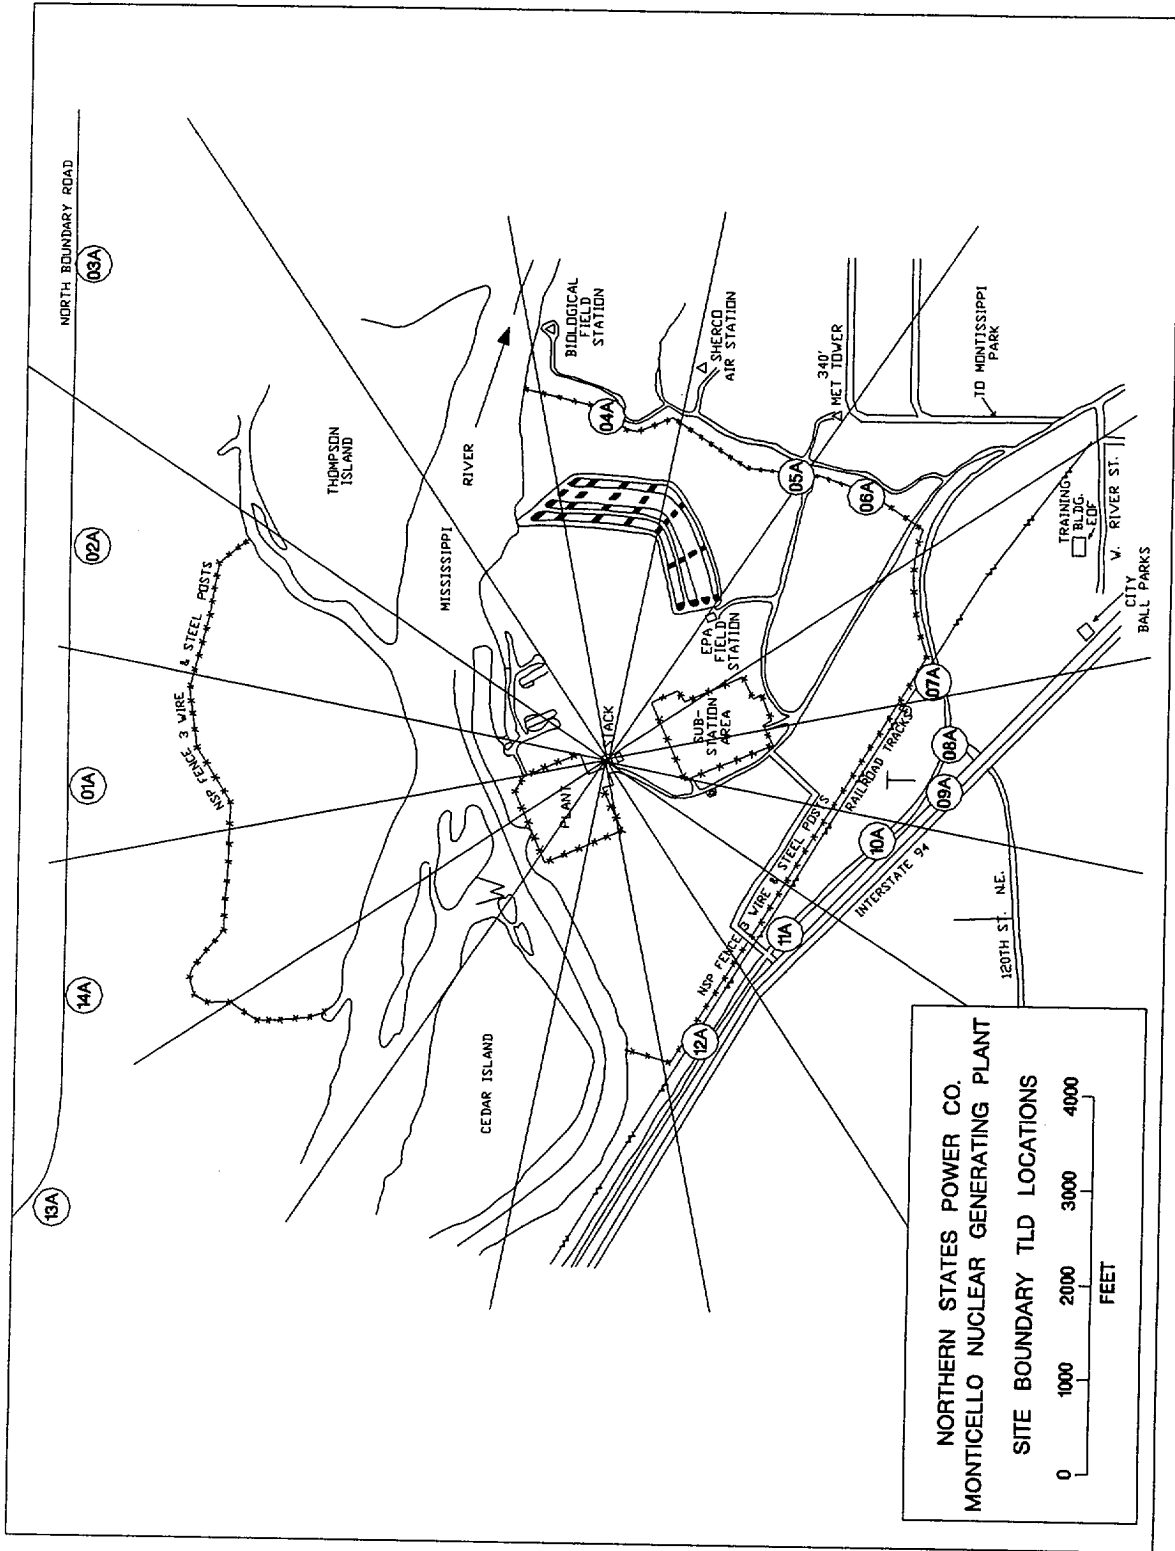 NORTH BOUNDARY ROAD
13A
14A
01A
02A
03A
NSP FENCE 3 WIRE & STEEL POSTS
THOMPSON
ISLAND
MISSISSIPPI
RIVER
CEDAR ISLAND
PLANT
STACK
BIOLOGICAL
FIELD
STATION
04A
SHERCO
AIR STATION
EPA
FIELD
STATION
SUB-
STATION
AREA
05A
06A
340'
MET TOWER
12A
11A
10A
09A
08A
07A
NSP FENCE 3 WIRE & STEEL POSTS
RAILROAD TRACKS
INTERSTATE 94
120TH ST. N.E.
TO MONTISSIPPI
PARK
TRAINING
BLDG.
EOF
W. RIVER ST.
CITY
BALL PARKS
NORTHERN STATES POWER CO.
MONTICELLO NUCLEAR GENERATING PLANT
SITE BOUNDARY TLD LOCATIONS
0 1000 2000 3000 4000
FEET